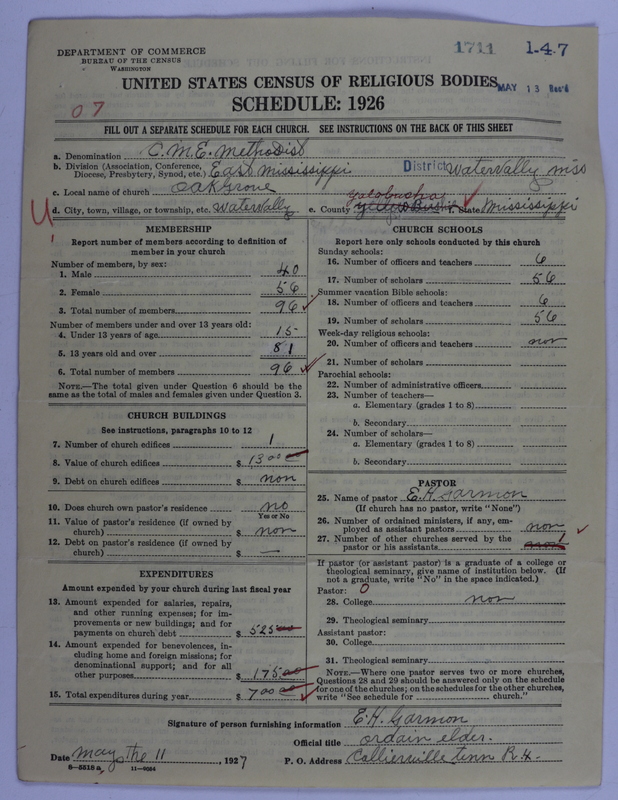 DEPARTMENT OF COMMERCE
BUREAU OF THE CENSUS
WASHINGTON
1711 1-4-7
UNITED STATES CENSUS OF RELIGIOUS BODIES
MAY 13 Rec'd
SCHEDULE: 1926
07
FILL OUT A SEPARATE SCHEDULE FOR EACH CHURCH. SEE INSTRUCTIONS ON THE BACK OF THIS SHEET
a. Denomination C.M.E. Methodist
b. Division (Association, Conference, Diocese, Presbytery, Synod, etc.) East Mississippi District Watervally miss
c. Local name of church Oak Grove
U d. City, town, village, or township, etc. Watervally e. County Yalobusha State Mississippi
MEMBERSHIP
Report number of members according to definition of
member in your church
Number of members, by sex:
1. Male 40
2. Female 56
3. Total number of members 96
Number of members under and over 13 years old:
4. Under 13 years of age 15
5. 13 years old and over 81
6. Total number of members 96
NOTE.—The total given under Question 6 should be the
same as the total of males and females given under Question 3.
CHURCH BUILDINGS
See instructions, paragraphs 10 to 12
7. Number of church edifices 1
8. Value of church edifices $ 1300
9. Debt on church edifices $ non
10. Does church own pastor's residence no
Yes or No
11. Value of pastor's residence (if owned by
church) $ non
12. Debt on pastor's residence (if owned by
church) $ —
EXPENDITURES
Amount expended by your church during last fiscal year
13. Amount expended for salaries, repairs,
and other running expenses; for im-
provements or new buildings; and for
payments on church debt $ 525 00
14. Amount expended for benevolences, in-
cluding home and foreign missions; for
denominational support; and for all
other purposes $ 175 00
15. Total expenditures during year $ 700 00
CHURCH SCHOOLS
Report here only schools conducted by this church
Sunday schools:
16. Number of officers and teachers 6
17. Number of scholars 56
Summer vacation Bible schools:
18. Number of officers and teachers 6
19. Number of scholars 56
Week-day religious schools:
20. Number of officers and teachers non
21. Number of scholars
Parochial schools:
22. Number of administrative officers
23. Number of teachers—
a. Elementary (grades 1 to 8)
b. Secondary
24. Number of scholars—
a. Elementary (grades 1 to 8)
b. Secondary
PASTOR
25. Name of pastor E.H. Garmon
(If church has no pastor, write "None")
26. Number of ordained ministers, if any, em-
ployed as assistant pastors non
27. Number of other churches served by the
pastor or his assistants 1
If pastor (or assistant pastor) is a graduate of a college or
theological seminary, give name of institution below. (If
not a graduate, write "No" in the space indicated.)
Pastor: 0
28. College non
29. Theological seminary
Assistant pastor:
30. College
31. Theological seminary
NOTE.—Where one pastor serves two or more churches,
Questions 28 and 29 should be answered only on the schedule
for one of the churches; on the schedules for the other churches,
write "See schedule for church."
Signature of person furnishing information E.H. Garmon
Official title ordain elder.
Date may the 11, 1927 P. O. Address Collierville Tenn R.4.
8—5518a 11—9084